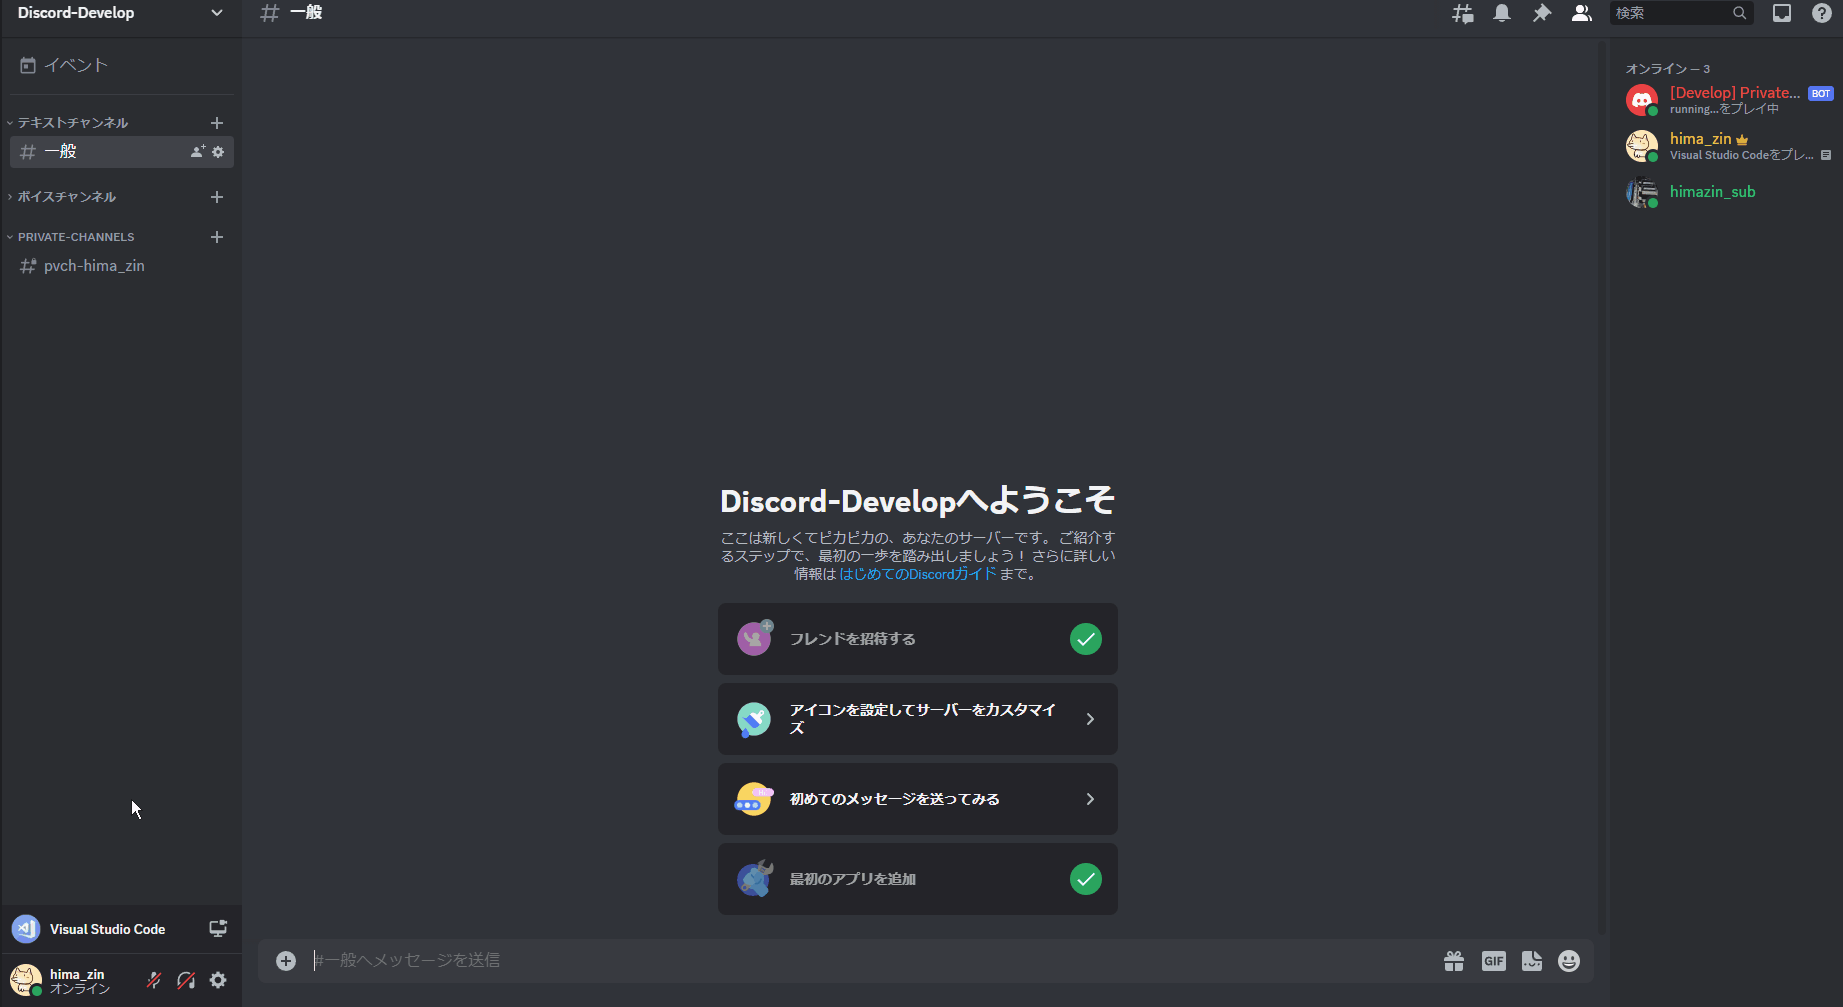 Discord-Develop
イベント
テキストチャンネル
一般
ボイスチャンネル
PRIVATE-CHANNELS
pvch-hima_zin
Visual Studio Code
hima_zin
オンライン
一般
検索
Discord-Developへようこそ
ここは新しくてピカピカの、あなたのサーバーです。ご紹介す
るステップで、最初の一歩を踏み出しましょう！ さらに詳しい
情報は はじめてのDiscordガイド まで。
フレンドを招待する
アイコンを設定してサーバーをカスタマイ
ズ
初めてのメッセージを送ってみる
最初のアプリを追加
#一般へメッセージを送信
GIF
オンライン — 3
[Develop] Private... BOT
running...をプレイ中
hima_zin
Visual Studio Codeをプレ...
himazin_sub